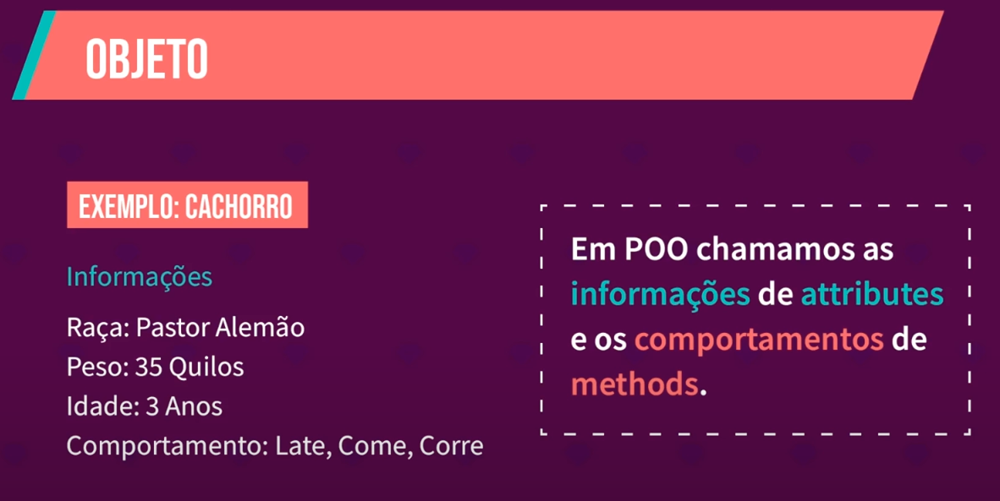 OBJETO
EXEMPLO: CACHORRO
Informações
Raça: Pastor Alemão
Peso: 35 Quilos
Idade: 3 Anos
Comportamento: Late, Come, Corre
Em POO chamamos as
informações de attributes
e os comportamentos de
methods.